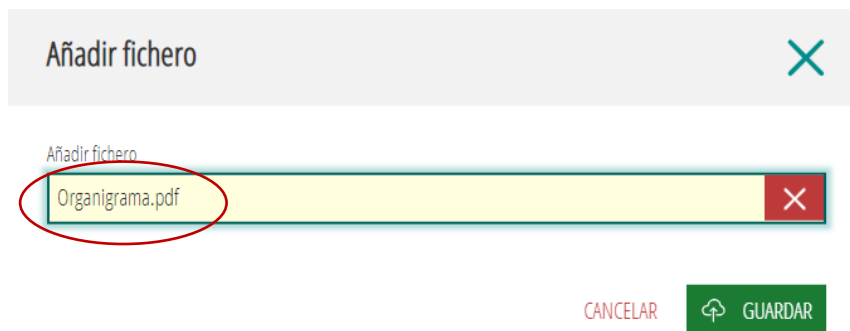 Añadir fichero
Añadir fichero
Organigrama.pdf
CANCELAR GUARDAR